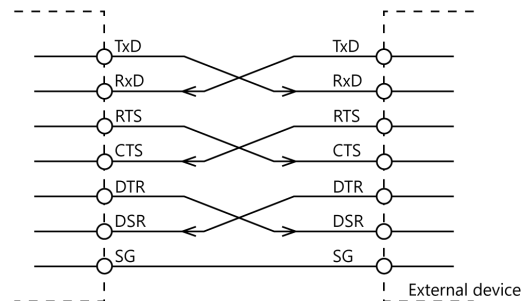 TxD TxD
RxD RxD
RTS RTS
CTS CTS
DTR DTR
DSR DSR
SG SG
External device